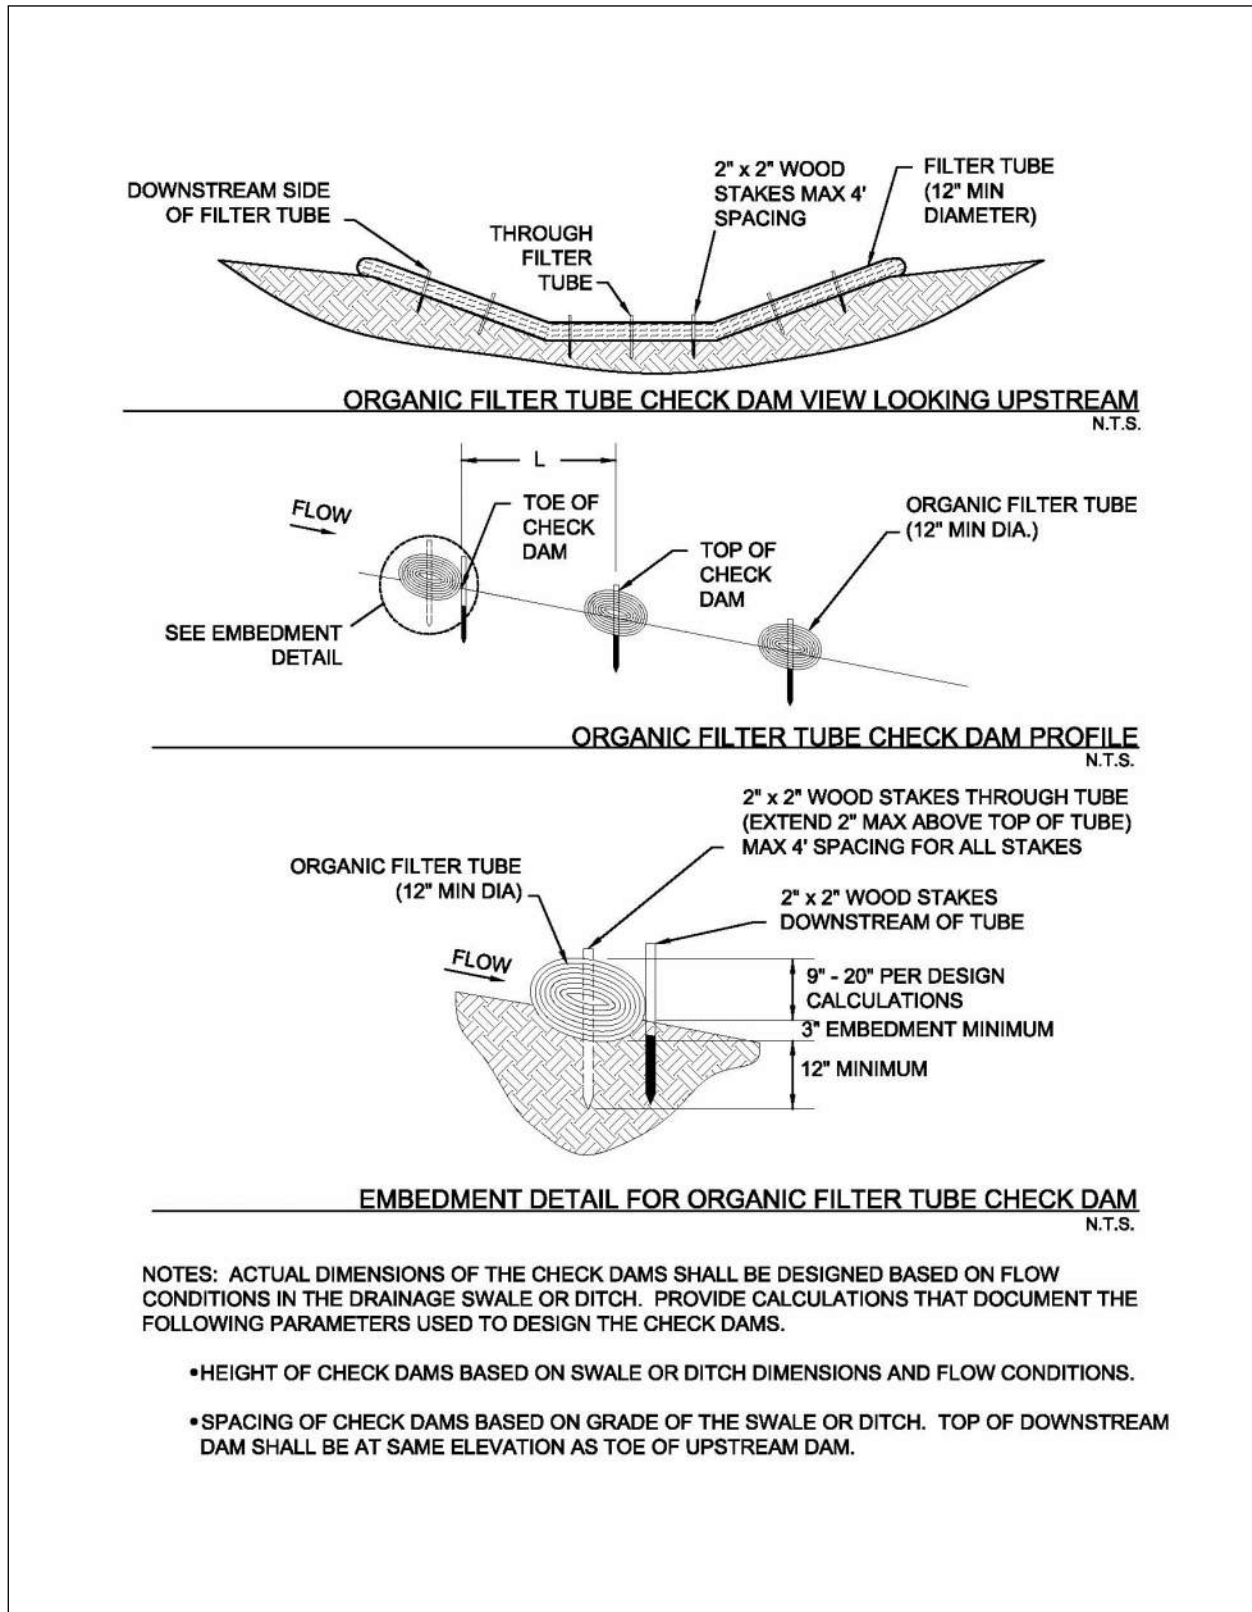 DOWNSTREAM SIDE
OF FILTER TUBE
THROUGH
FILTER
TUBE
2" x 2" WOOD
STAKES MAX 4'
SPACING
FILTER TUBE
(12" MIN
DIAMETER)
ORGANIC FILTER TUBE CHECK DAM VIEW LOOKING UPSTREAM
N.T.S.
L
FLOW
TOE OF
CHECK
DAM
TOP OF
CHECK
DAM
ORGANIC FILTER TUBE
(12" MIN DIA.)
SEE EMBEDMENT
DETAIL
ORGANIC FILTER TUBE CHECK DAM PROFILE
N.T.S.
2" x 2" WOOD STAKES THROUGH TUBE
(EXTEND 2" MAX ABOVE TOP OF TUBE)
MAX 4' SPACING FOR ALL STAKES
ORGANIC FILTER TUBE
(12" MIN DIA)
2" x 2" WOOD STAKES
DOWNSTREAM OF TUBE
FLOW
9" - 20" PER DESIGN
CALCULATIONS
3" EMBEDMENT MINIMUM
12" MINIMUM
EMBEDMENT DETAIL FOR ORGANIC FILTER TUBE CHECK DAM
N.T.S.
NOTES: ACTUAL DIMENSIONS OF THE CHECK DAMS SHALL BE DESIGNED BASED ON FLOW
CONDITIONS IN THE DRAINAGE SWALE OR DITCH. PROVIDE CALCULATIONS THAT DOCUMENT THE
FOLLOWING PARAMETERS USED TO DESIGN THE CHECK DAMS.
• HEIGHT OF CHECK DAMS BASED ON SWALE OR DITCH DIMENSIONS AND FLOW CONDITIONS.
• SPACING OF CHECK DAMS BASED ON GRADE OF THE SWALE OR DITCH. TOP OF DOWNSTREAM
DAM SHALL BE AT SAME ELEVATION AS TOE OF UPSTREAM DAM.